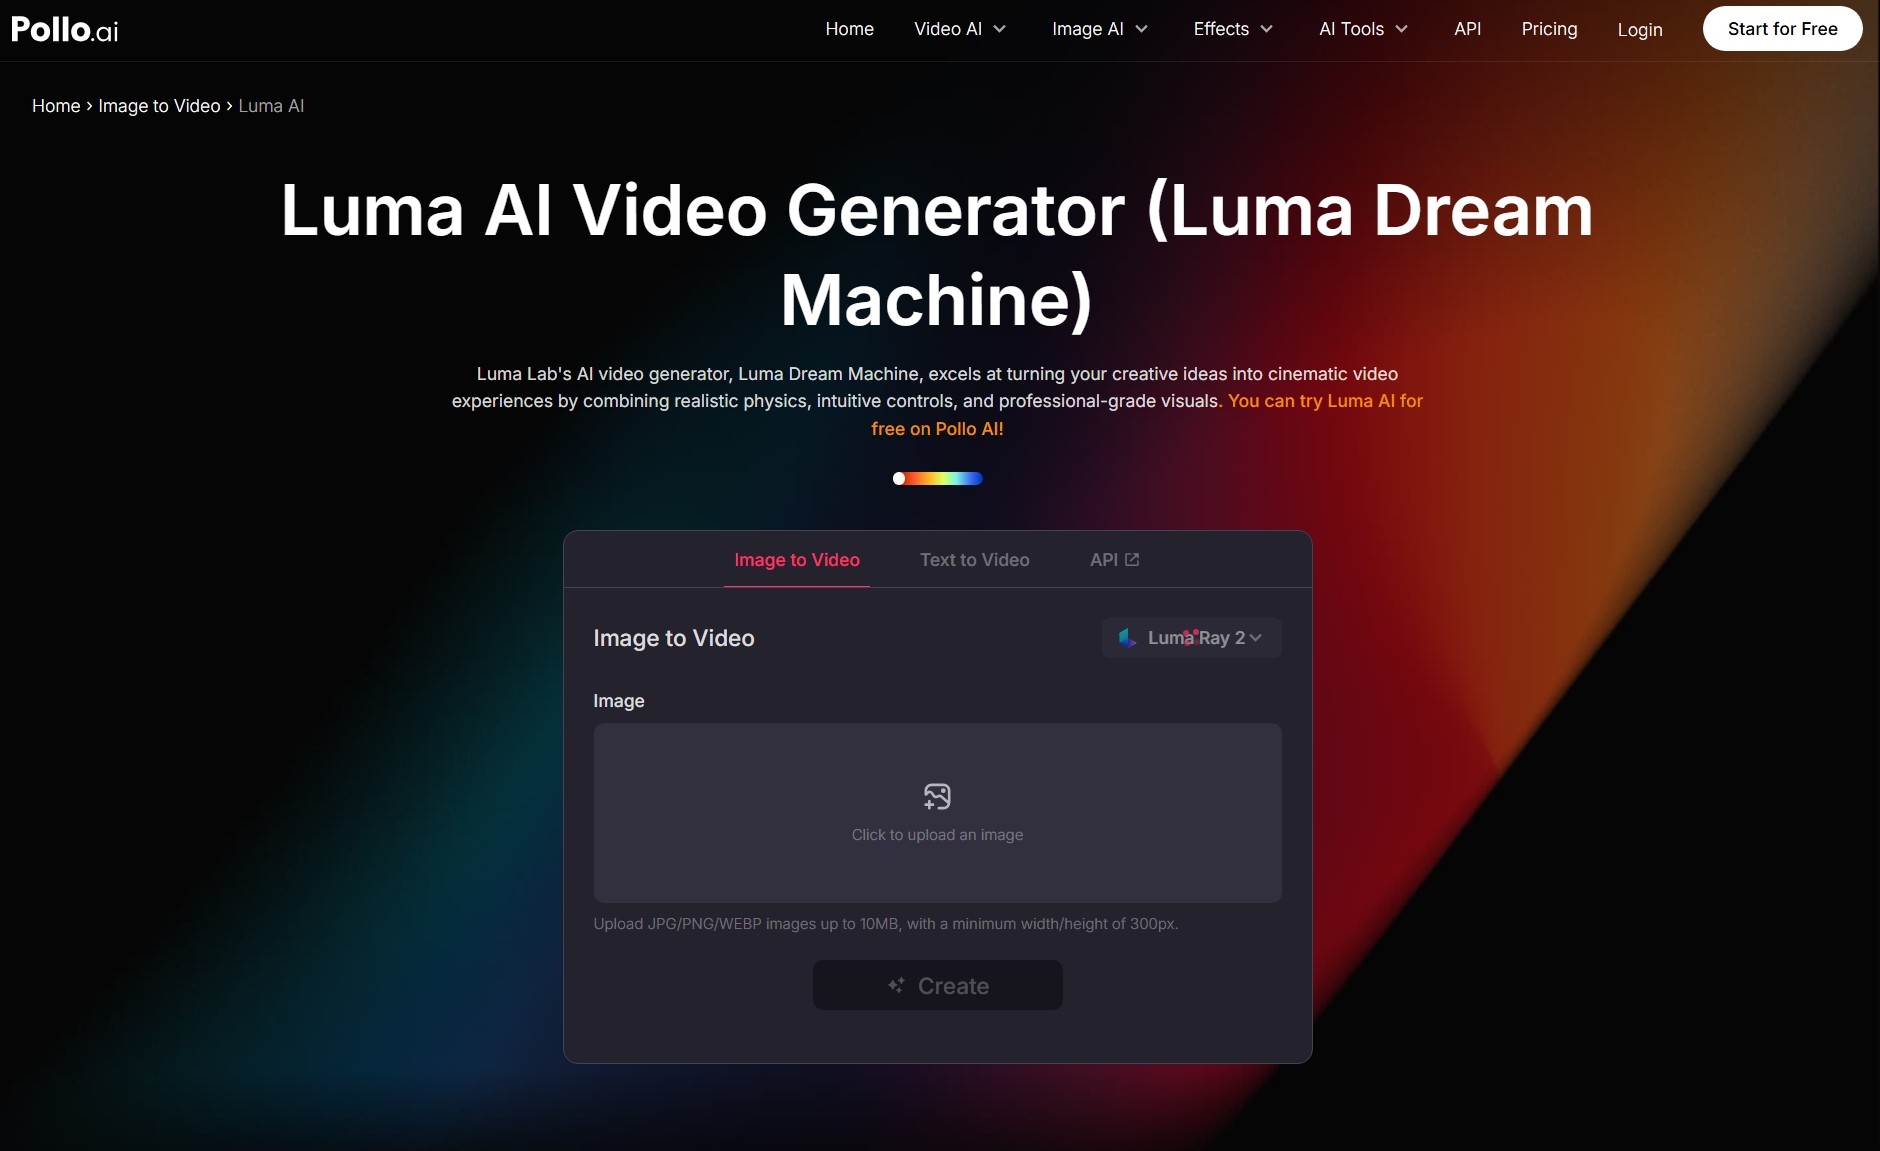 Pollo.ai
Home Video AI Image AI Effects AI Tools API Pricing Login Start for Free
Home › Image to Video › Luma AI
Luma AI Video Generator (Luma Dream
Machine)
Luma Lab's AI video generator, Luma Dream Machine, excels at turning your creative ideas into cinematic video
experiences by combining realistic physics, intuitive controls, and professional-grade visuals. You can try Luma AI for
free on Pollo AI!
Image to Video Text to Video API
Image to Video
Luma Ray 2
Image
Click to upload an image
Upload JPG/PNG/WEBP images up to 10MB, with a minimum width/height of 300px.
Create